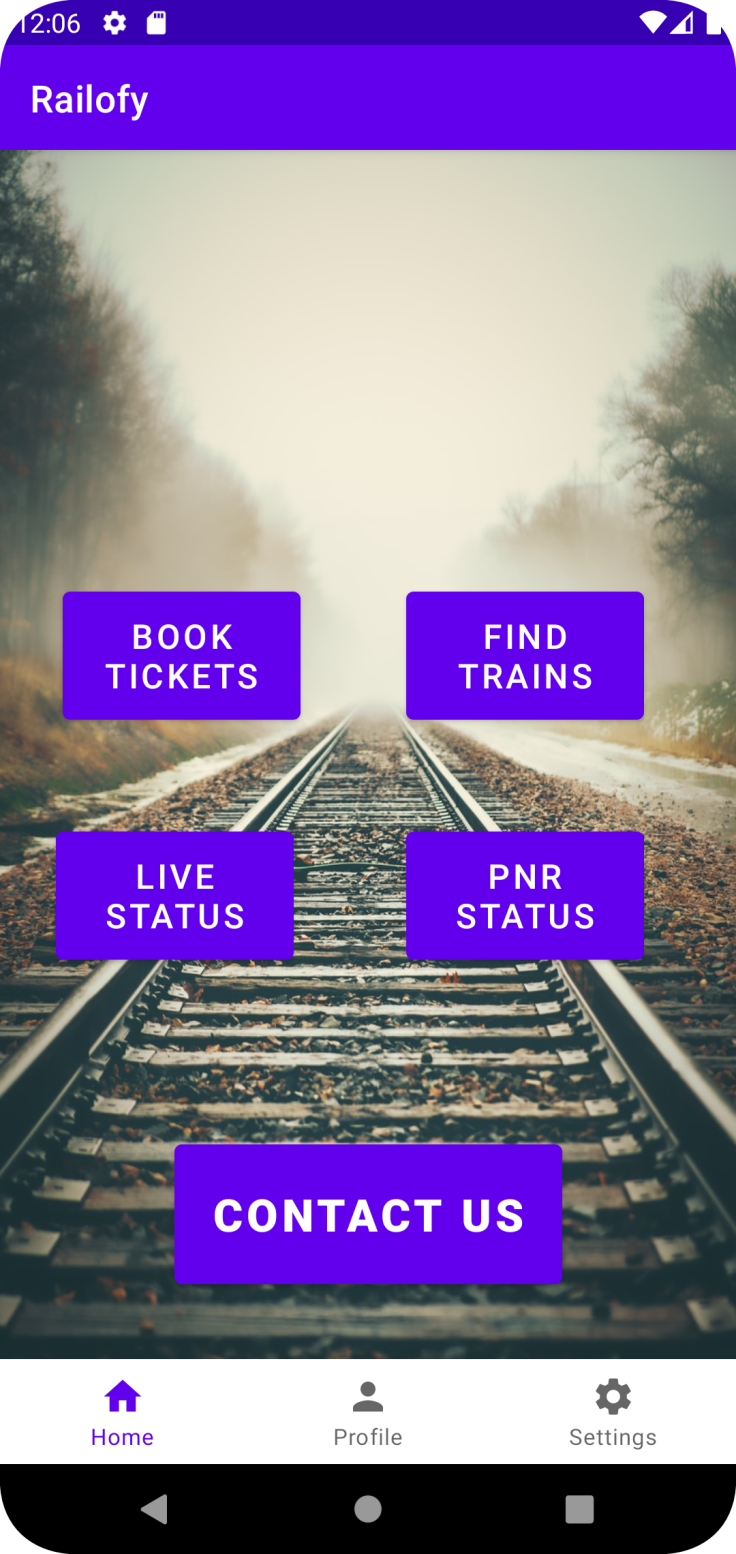 12:06
Railofy
BOOK
TICKETS
FIND
TRAINS
LIVE
STATUS
PNR
STATUS
CONTACT US
Home
Profile
Settings